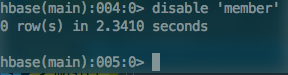 hbase(main):004:0> disable 'member'
0 row(s) in 2.3410 seconds
hbase(main):005:0>